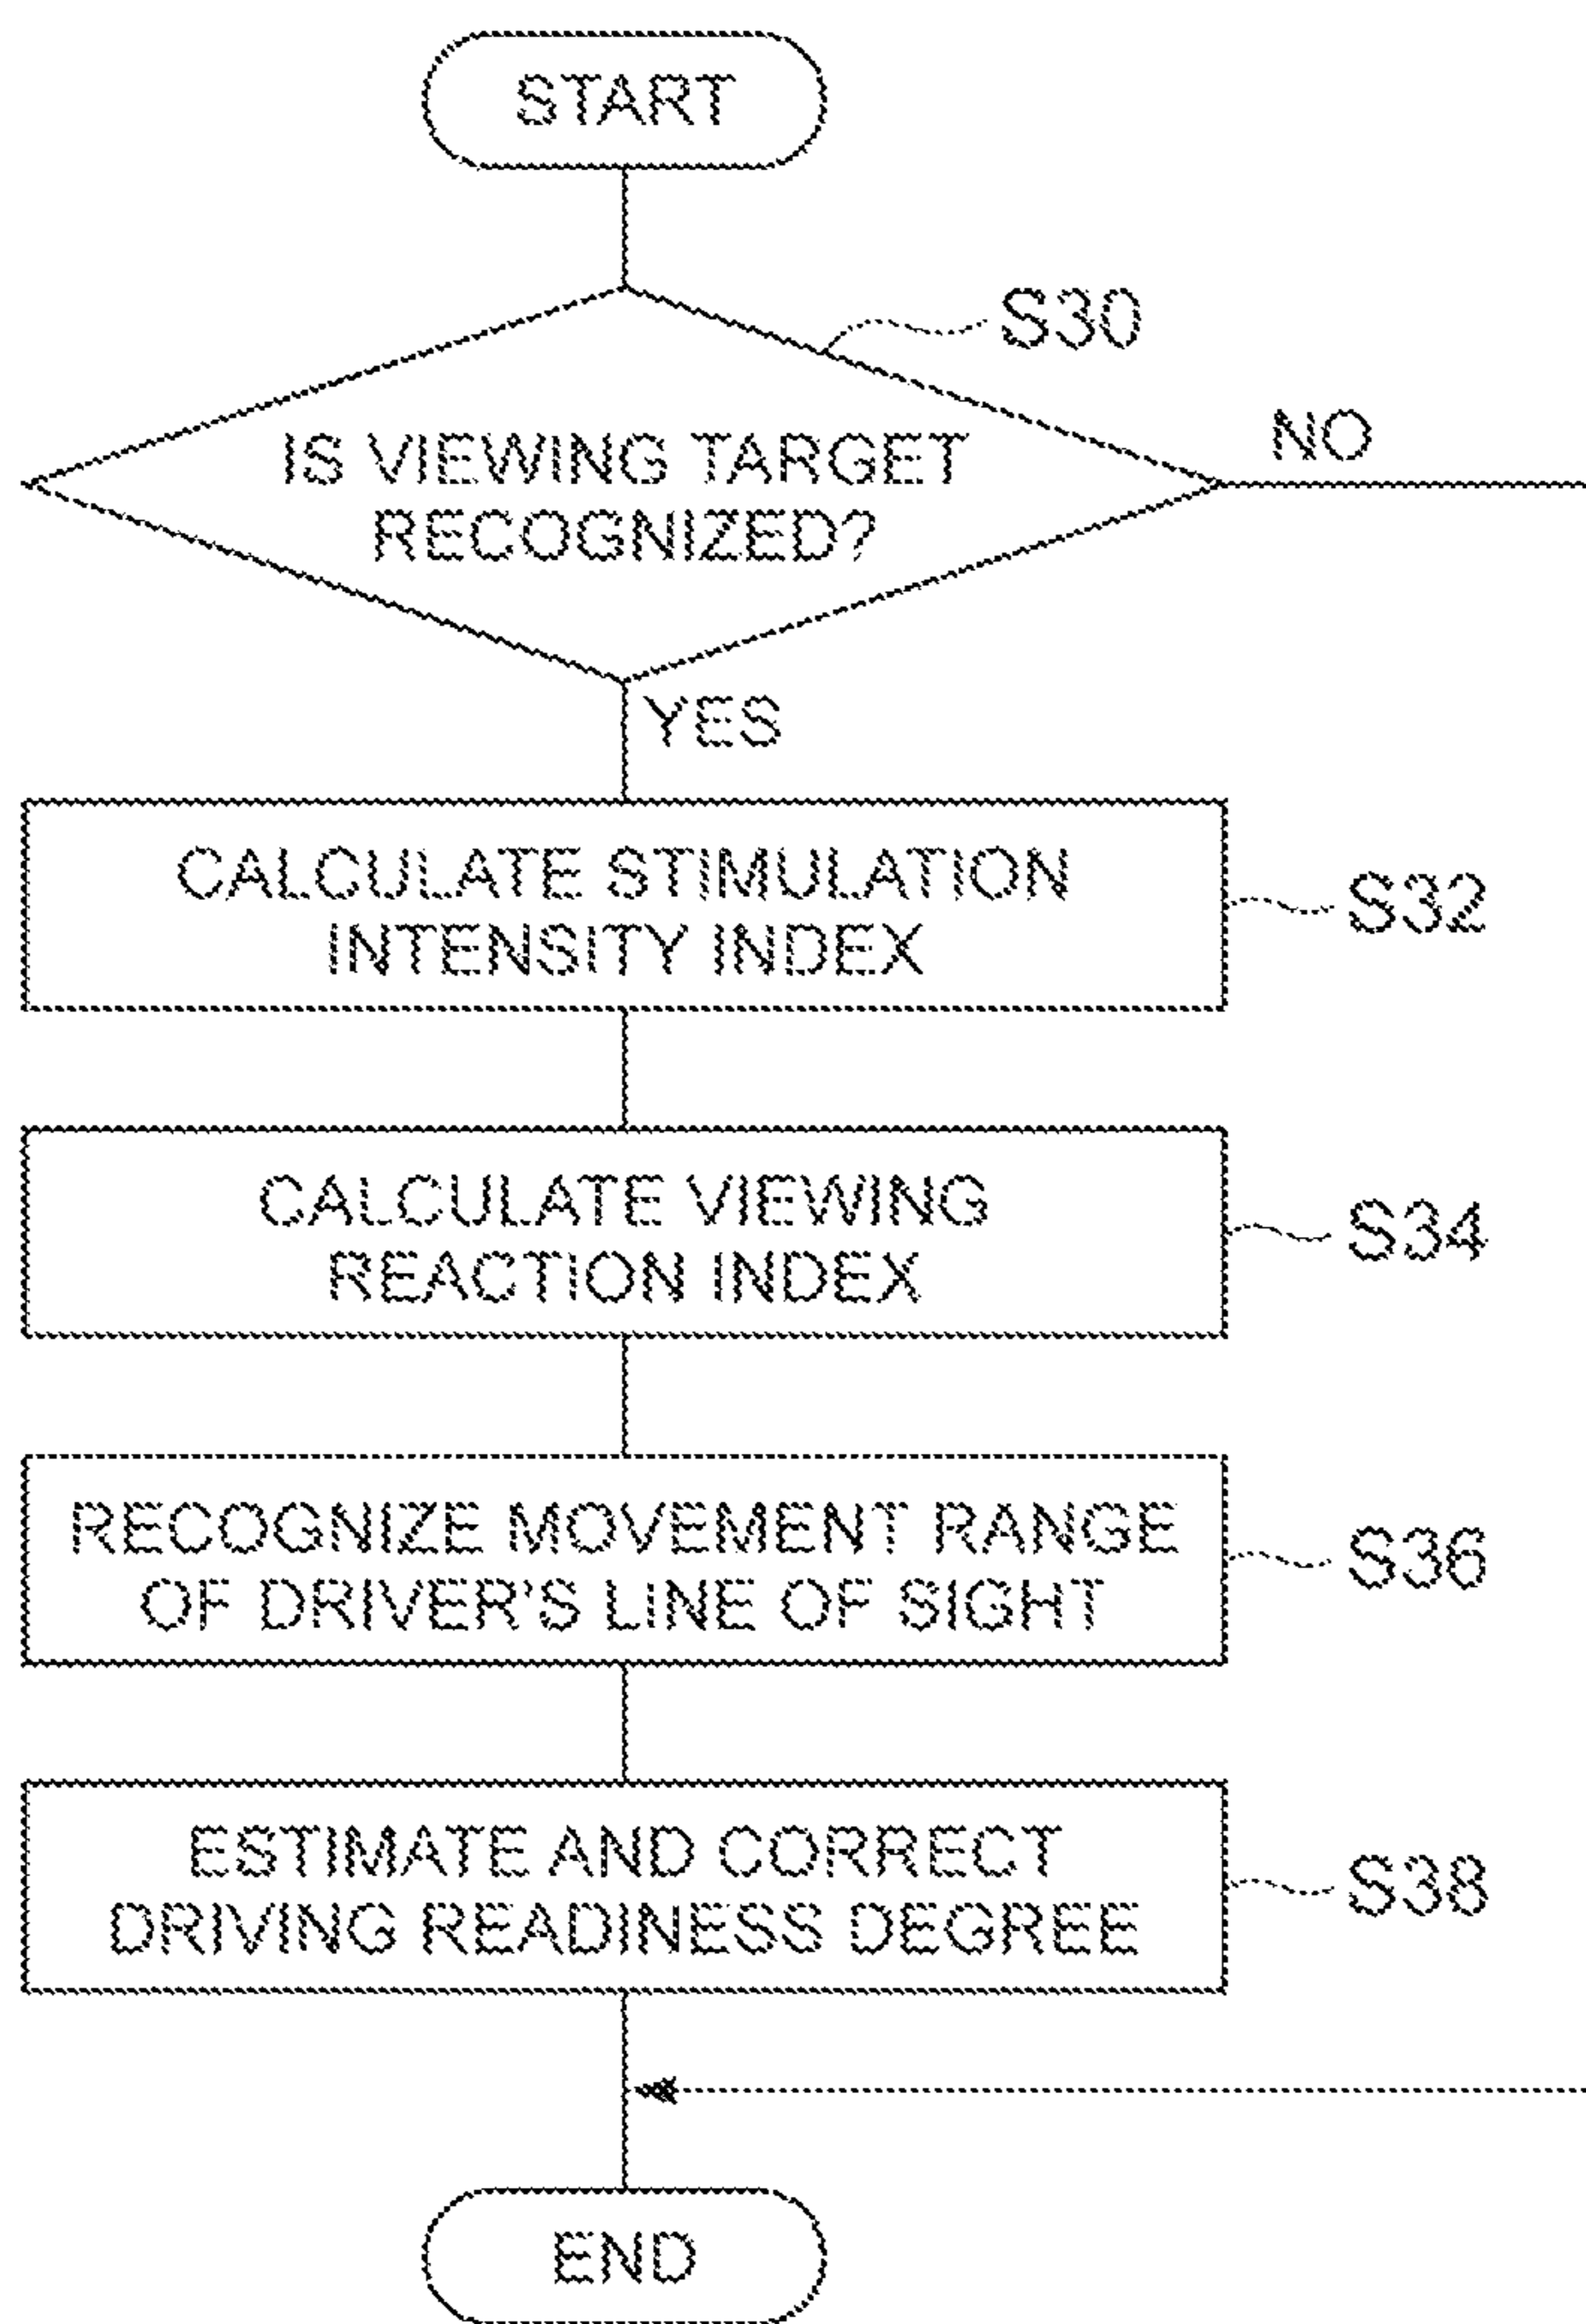 START
S30
NO
IS VIEWING TARGET
RECOGNIZED?
YES
CALCULATE STIMULATION
INTENSITY INDEX
S32
CALCULATE VIEWING
REACTION INDEX
S34
RECOGNIZE MOVEMENT RANGE
OF DRIVER'S LINE OF SIGHT
S36
ESTIMATE AND CORRECT
DRIVING READINESS DEGREE
S38
END